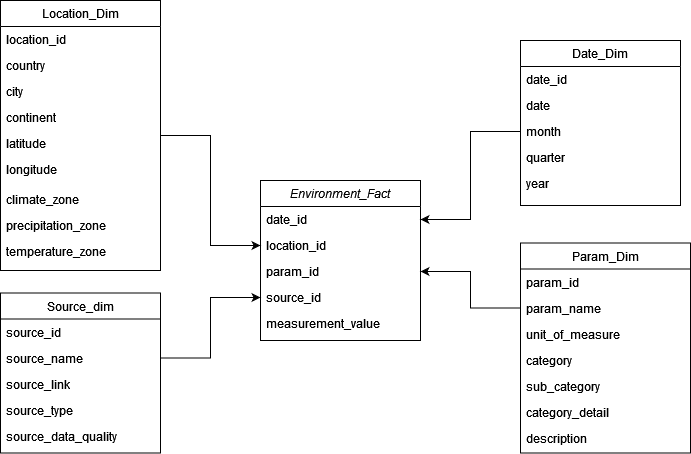 Location_Dim
location_id
country
city
continent
latitude
longitude
climate_zone
precipitation_zone
temperature_zone
Source_dim
source_id
source_name
source_link
source_type
source_data_quality
Environment_Fact
date_id
location_id
param_id
source_id
measurement_value
Date_Dim
date_id
date
month
quarter
year
Param_Dim
param_id
param_name
unit_of_measure
category
sub_category
category_detail
description